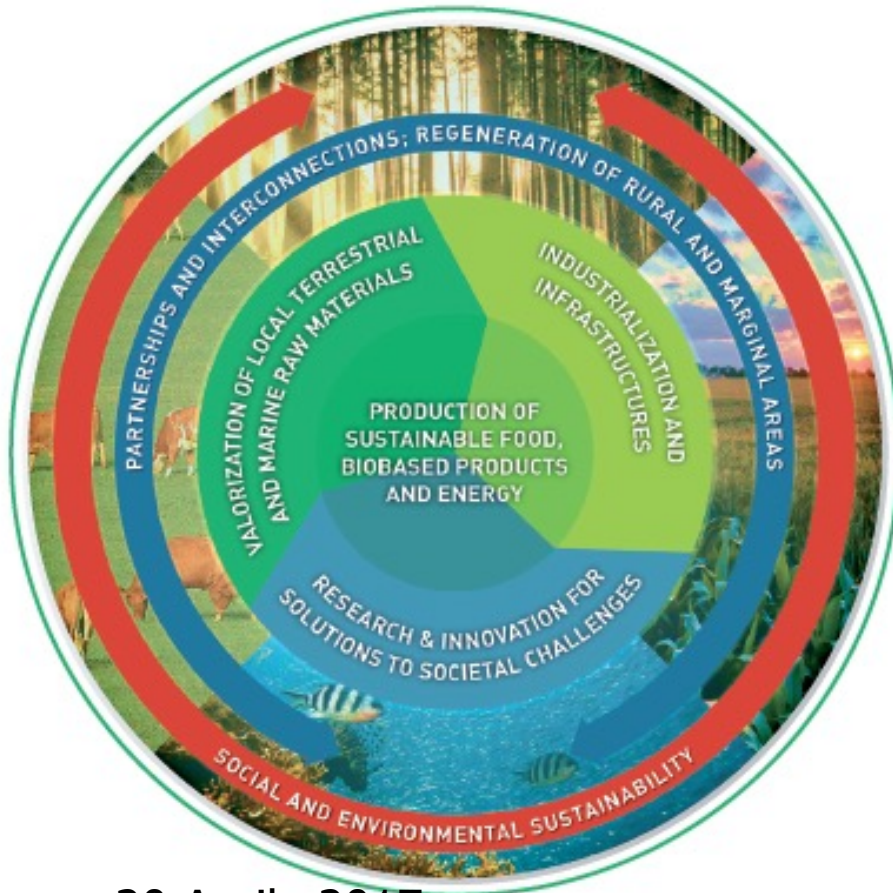 PARTNERSHIPS AND INTERCONNECTIONS; REGENERATION OF RURAL AND MARGINAL AREAS
VALORIZATION OF LOCAL TERRESTRIAL
AND MARINE RAW MATERIALS
INDUSTRIALIZATION AND
INFRASTRUCTURES
PRODUCTION OF
SUSTAINABLE FOOD,
BIOBASED PRODUCTS
AND ENERGY
RESEARCH & INNOVATION FOR
SOLUTIONS TO SOCIETAL CHALLENGES
SOCIAL AND ENVIRONMENTAL SUSTAINABILITY